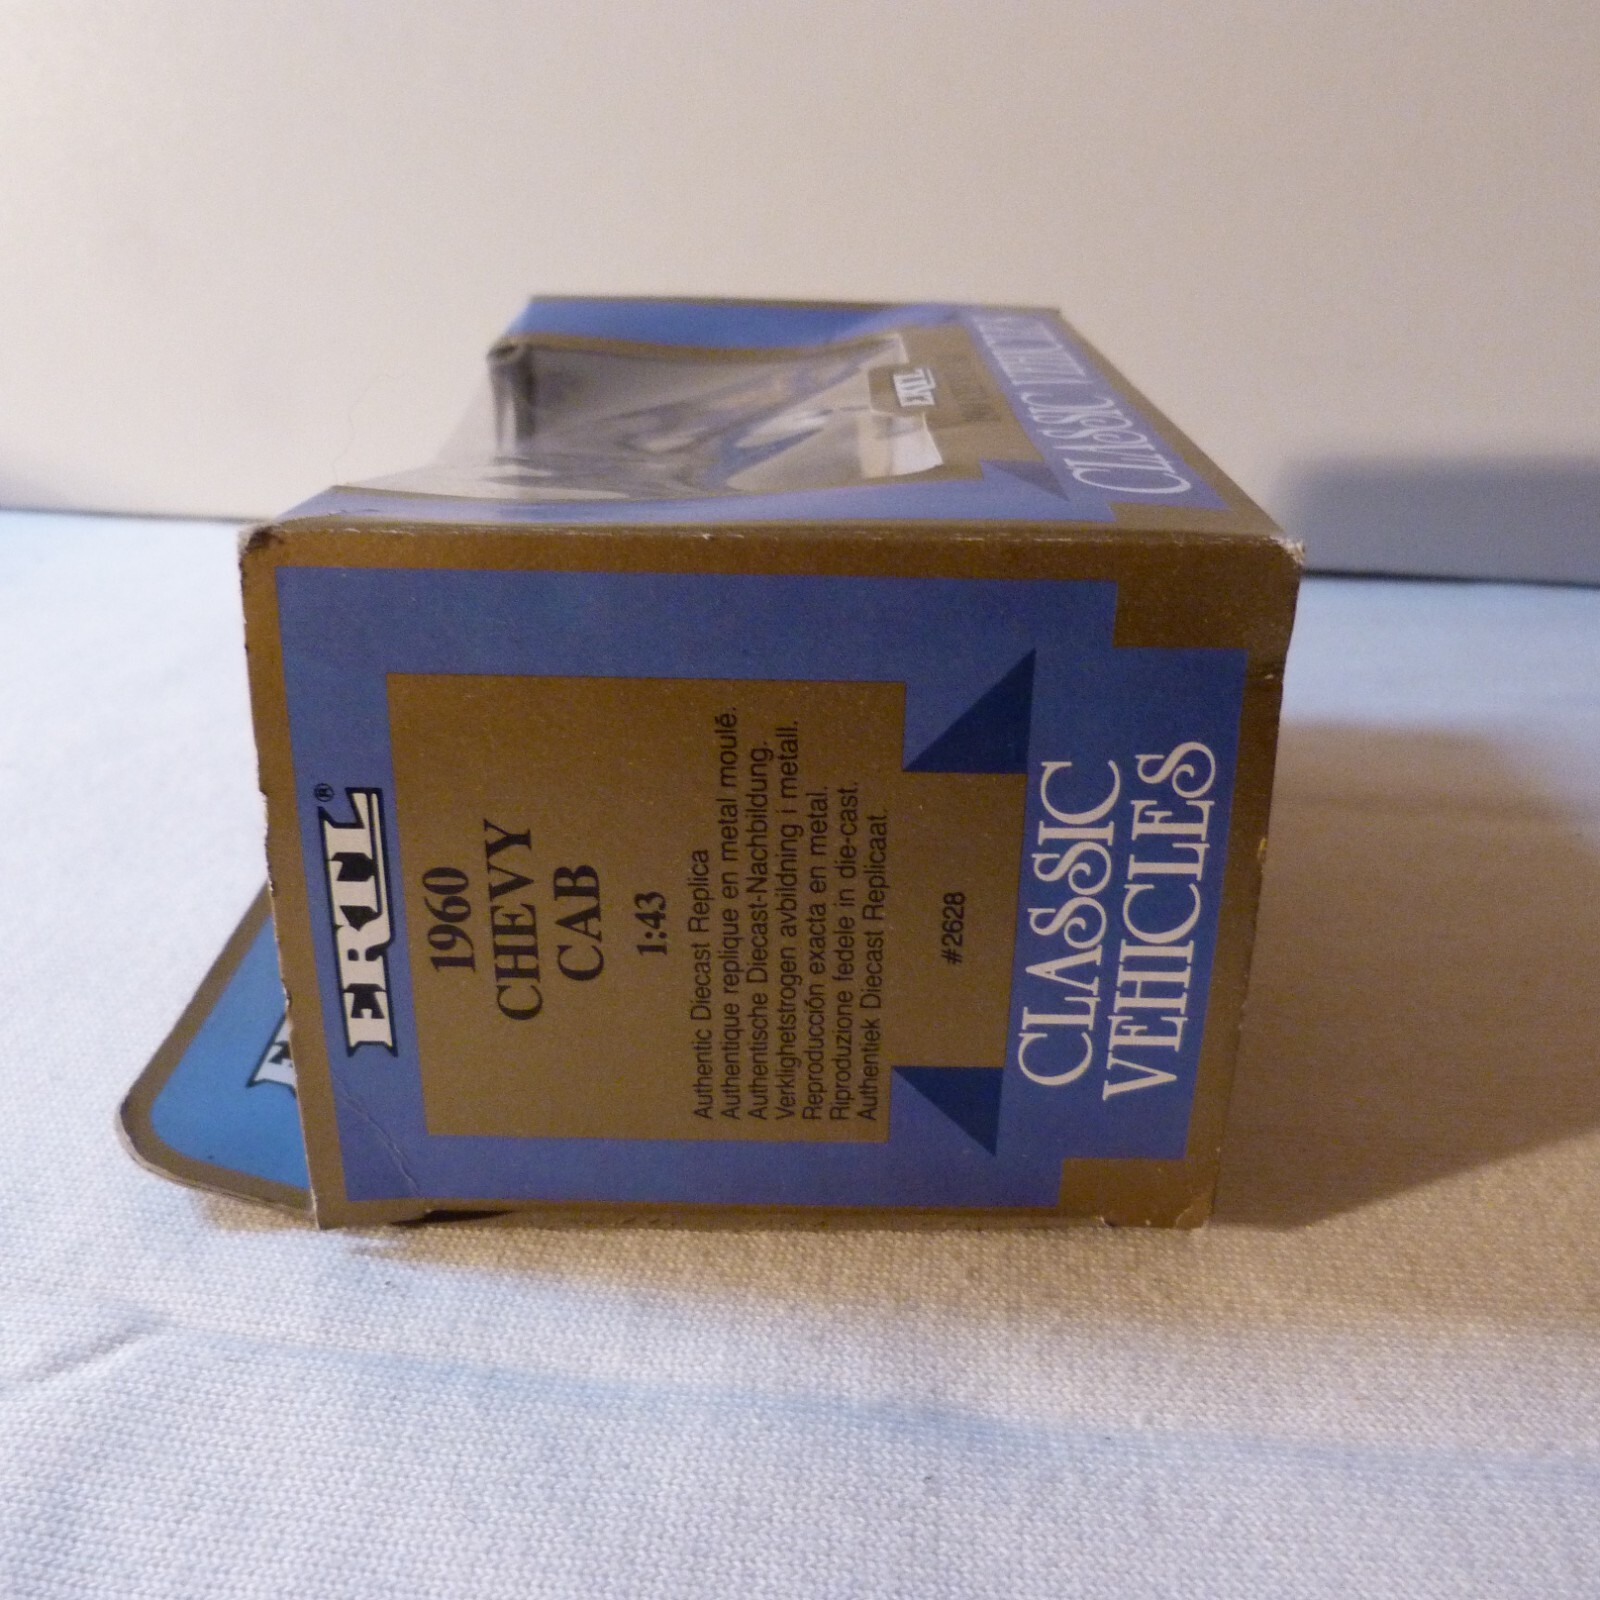 ERTL®
1960
CHEVY
CAB
1:43
Authentic Diecast Replica
Authentique replique en metal moulé.
Authentische Diecast-Nachbildung.
Verklighetstrogen avbildning i metall.
Reproducción exacta en metal.
Riproduzione fedele in die-cast.
Authentiek Diecast Replicaat.
#2628
CLASSIC
VEHICLES
ERTL
CLASSIC VEHICLES